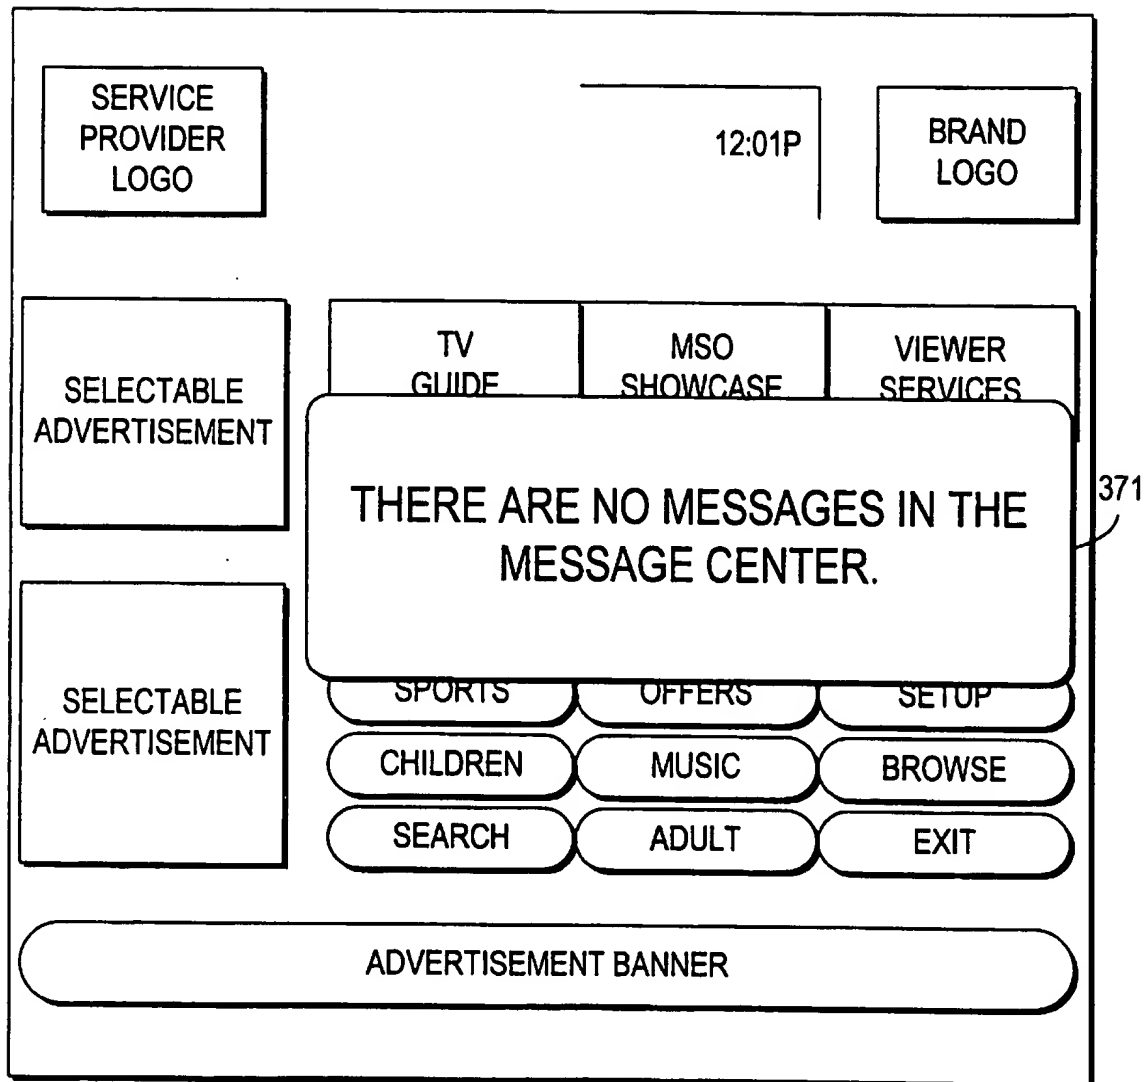 SERVICE
PROVIDER
LOGO
12:01P
BRAND
LOGO
SELECTABLE
ADVERTISEMENT
TV
GUIDE
MSO
SHOWCASE
VIEWER
SERVICES
THERE ARE NO MESSAGES IN THE
MESSAGE CENTER.
371
SELECTABLE
ADVERTISEMENT
SPORTS
OFFERS
SETUP
CHILDREN
MUSIC
BROWSE
SEARCH
ADULT
EXIT
ADVERTISEMENT BANNER